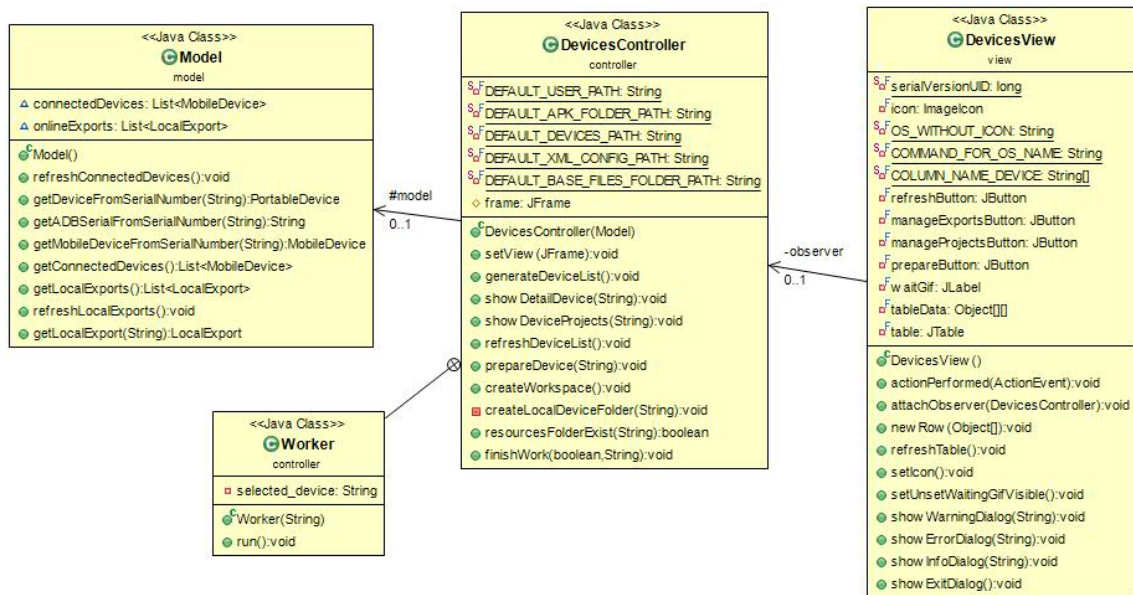 <<Java Class>>
Model
model
connectedDevices: List<MobileDevice>
onlineExports: List<LocalExport>
Model()
refreshConnectedDevices():void
getDeviceFromSerialNumber(String):PortableDevice
getADBSerialFromSerialNumber(String):String
getMobileDeviceFromSerialNumber(String):MobileDevice
getConnectedDevices():List<MobileDevice>
getLocalExports():List<LocalExport>
refreshLocalExports():void
getLocalExport(String):LocalExport
#model
0..1
<<Java Class>>
DevicesController
controller
DEFAULT_USER_PATH: String
DEFAULT_APK_FOLDER_PATH: String
DEFAULT_DEVICES_PATH: String
DEFAULT_XML_CONFIG_PATH: String
DEFAULT_BASE_FILES_FOLDER_PATH: String
frame: JFrame
DevicesController(Model)
setView (JFrame):void
generateDeviceList():void
show DetailDevice(String):void
show DeviceProjects(String):void
refreshDeviceList():void
prepareDevice(String):void
createWorkspace():void
createLocalDeviceFolder(String):void
resourcesFolderExist(String):boolean
finishWork(boolean,String):void
<<Java Class>>
Worker
controller
selected_device: String
Worker(String)
run():void
-observer
0..1
<<Java Class>>
DevicesView
view
serialVersionUID: long
icon: ImageIcon
OS_WITHOUT_ICON: String
COMMAND_FOR_OS_NAME: String
COLUMN_NAME_DEVICE: String[]
refreshButton: JButton
manageExportsButton: JButton
manageProjectsButton: JButton
prepareButton: JButton
waitGif: JLabel
tableData: Object[][]
table: JTable
DevicesView ()
actionPerformed(ActionEvent):void
attachObserver(DevicesController):void
new Row (Object[]):void
refreshTable():void
setIcon():void
setUnsetWaitingGifVisible():void
show WarningDialog(String):void
show ErrorDialog(String):void
show InfoDialog(String):void
show ExitDialog():void